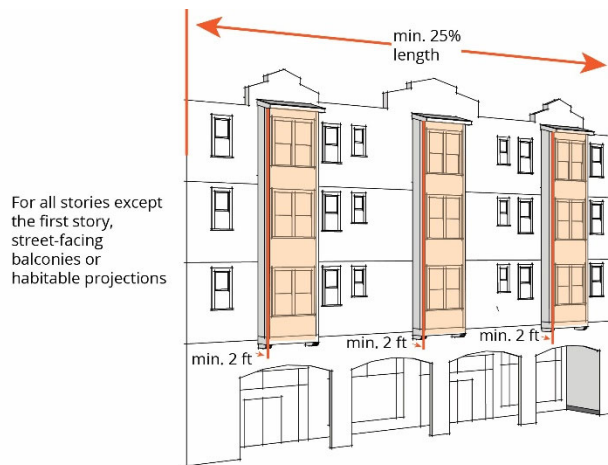 min. 25%
length
For all stories except
the first story,
street-facing
balconies or
habitable projections
min. 2 ft
min. 2 ft
min. 2 ft